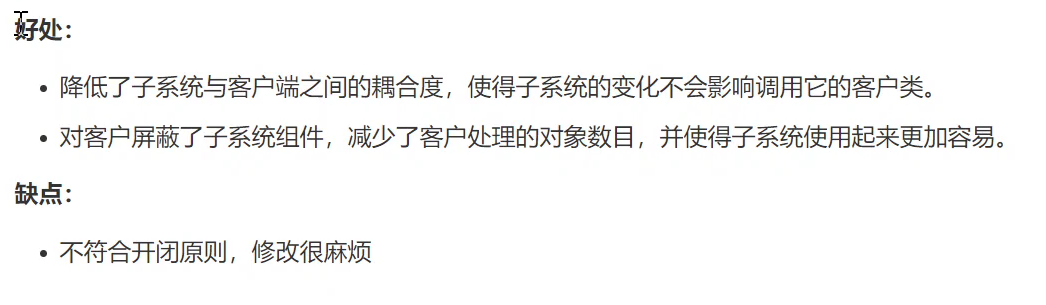 好处：
降低了子系统与客户端之间的耦合度，使得子系统的变化不会影响调用它的客户类。
对客户屏蔽了子系统组件，减少了客户处理的对象数目，并使得子系统使用起来更加容易。
缺点：
不符合开闭原则，修改很麻烦